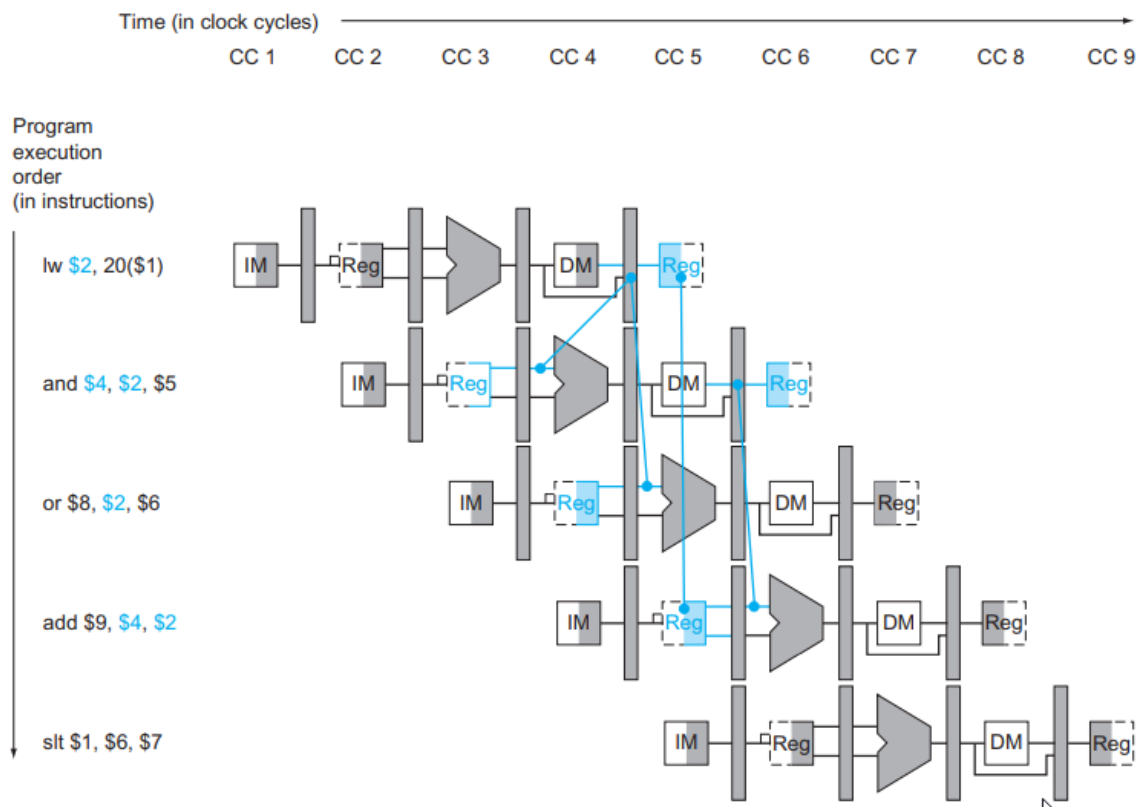 Time (in clock cycles)
CC 1 CC 2 CC 3 CC 4 CC 5 CC 6 CC 7 CC 8 CC 9
Program
execution
order
(in instructions)
lw $2, 20($1) IM Reg DM Reg
and $4, $2, $5 IM Reg DM Reg
or $8, $2, $6 IM Reg DM Reg
add $9, $4, $2 IM Reg DM Reg
slt $1, $6, $7 IM Reg DM Reg